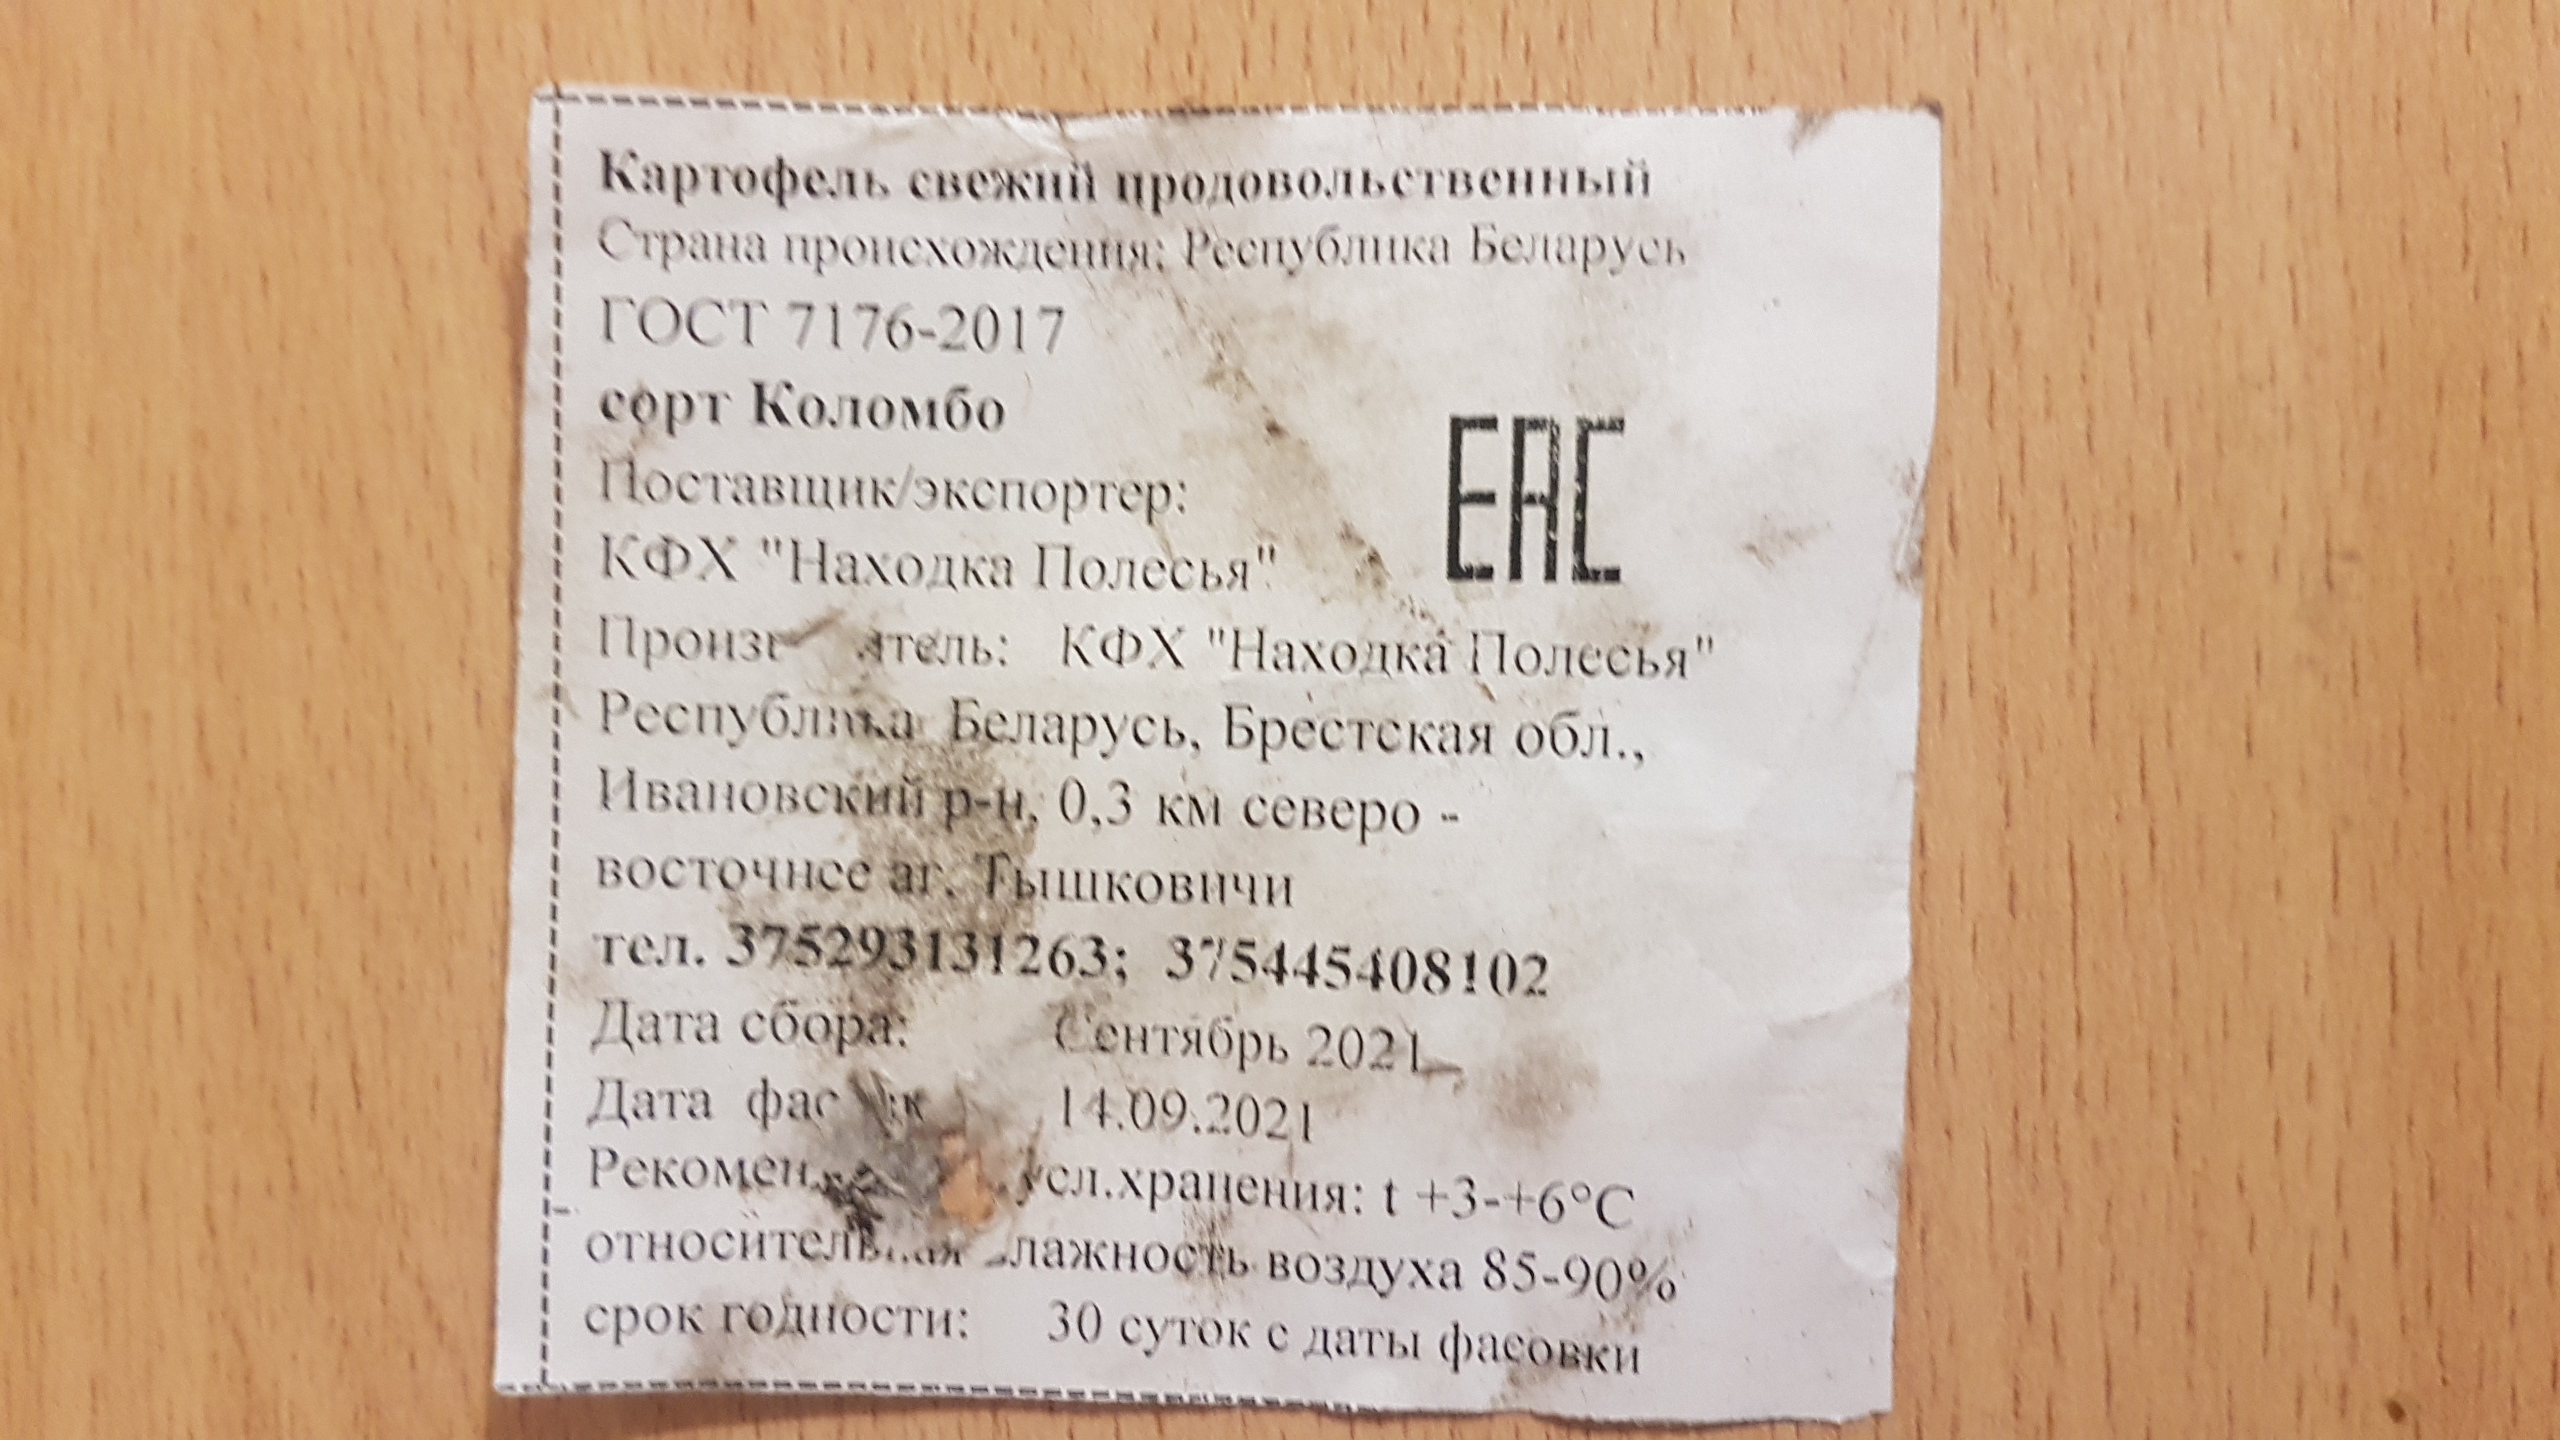 Картофель свежий продовольственный
Страна происхождения: Республика Беларусь
ГОСТ 7176-2017
сорт Коломбо
Поставщик/экспортер:
EAC
КФХ "Находка Полесья"
КФХ "Находка Полесья"
Республика Беларусь, Брестская обл.,
Ивановский р-н, 0,3 км северо -
восточнее аг. Тышковичи
тел. 375293131263; 375445408102
Дата сбора: Сентябрь 2021
Дата 14.09.2021
усл.хранения: t +3-+6°C
относительная влажность воздуха 85-90%
срок годности: 30 суток с даты фасовки